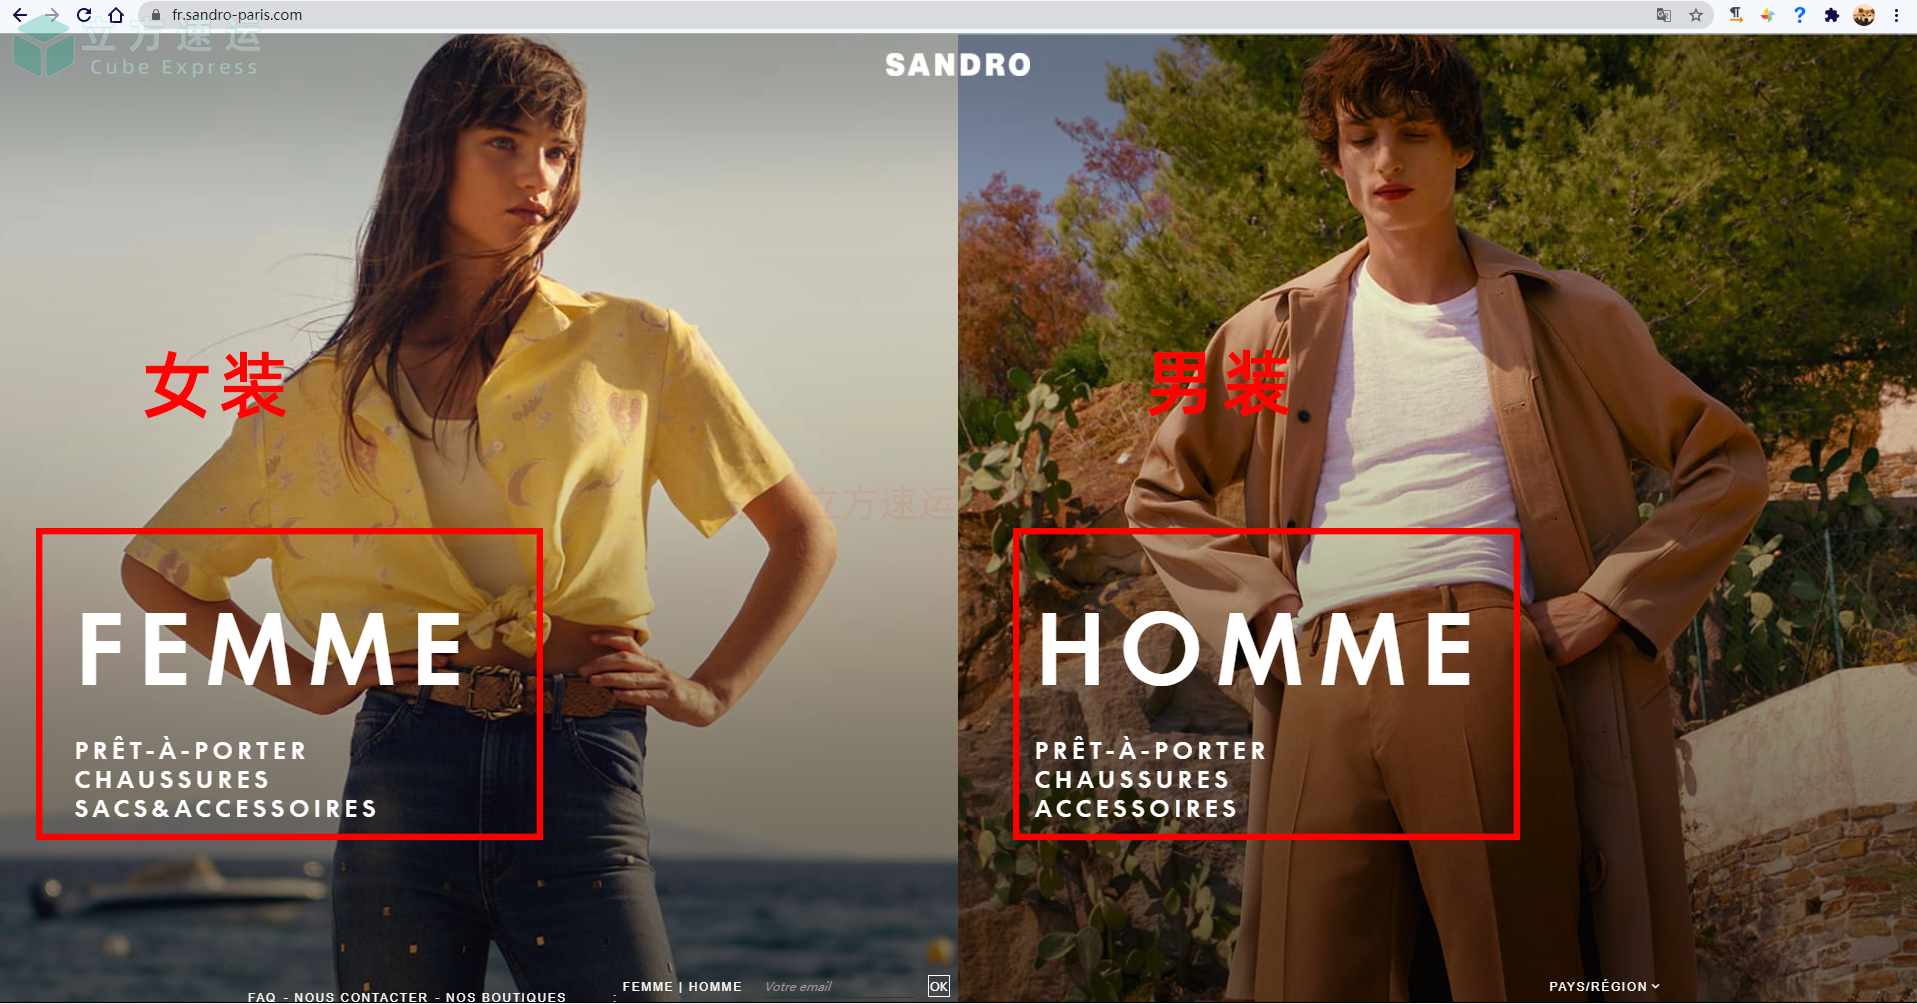 fr.sandro-paris.com
立方速运
Cube Express
SANDRO
女装
男装
立方速运
FEMME
PRÊT-À-PORTER
CHAUSSURES
SACS&ACCESSOIRES
HOMME
PRÊT-À-PORTER
CHAUSSURES
ACCESSOIRES
FEMME | HOMME
Votre email
OK
PAYS/RÉGION
FAQ - NOUS CONTACTER - NOS BOUTIQUES :